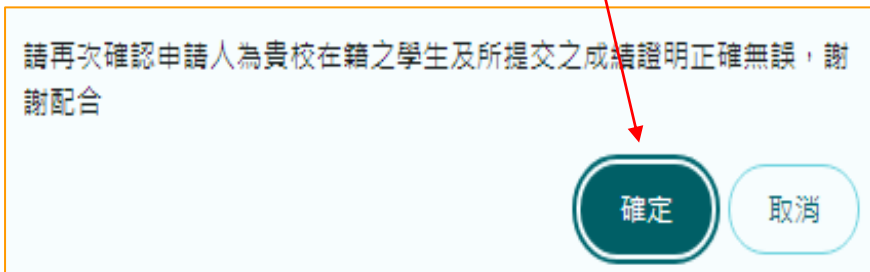 請再次確認申請人為貴校在籍之學生及所提交之成績證明正確無誤，謝
謝配合
確定 取消